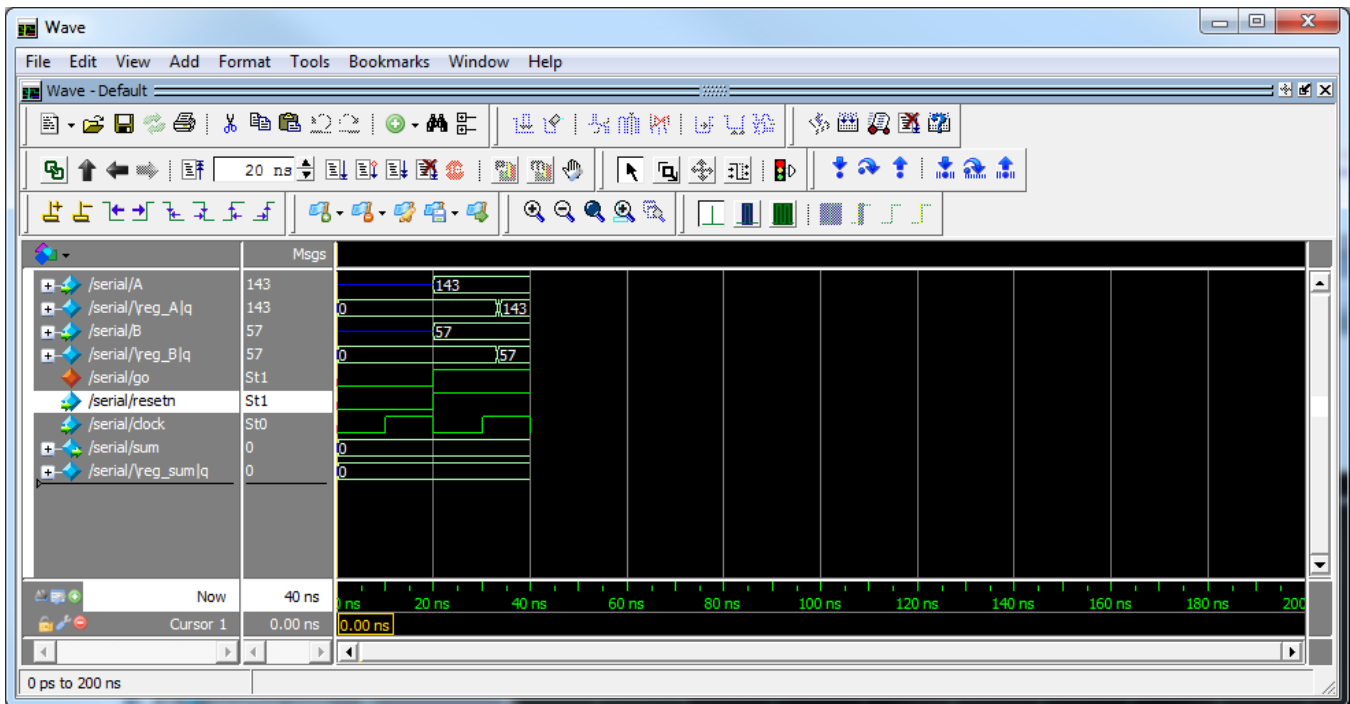 Wave
File Edit View Add Format Tools Bookmarks Window Help
Wave - Default
20 ns
Msgs
/serial/A 143 143
/serial/\reg_A|q 143 0 143
/serial/B 57 57
/serial/\reg_B|q 57 0 57
/serial/go St1
/serial/resetn St1
/serial/clock St0
/serial/sum 0 0
/serial/\reg_sum|q 0 0
Now 40 ns ns 20 ns 40 ns 60 ns 80 ns 100 ns 120 ns 140 ns 160 ns 180 ns 200
Cursor 1 0.00 ns 0.00 ns
0 ps to 200 ns